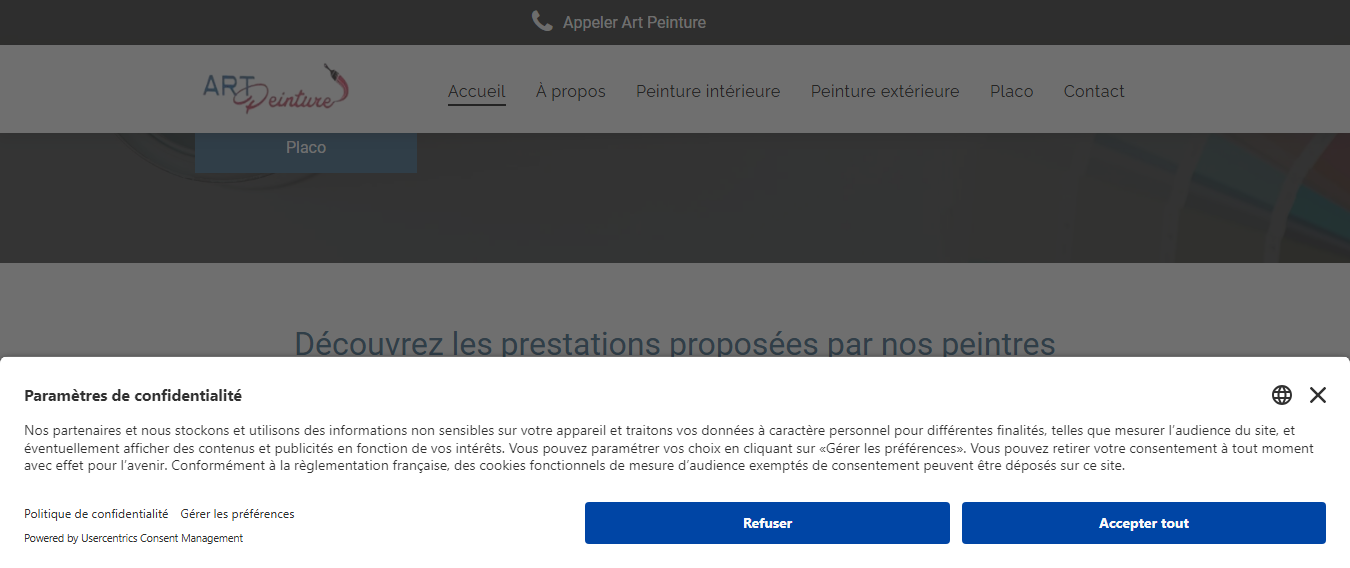 Appeler Art Peinture
ART
Peinture
Accueil À propos Peinture intérieure Peinture extérieure Placo Contact
Placo
Découvrez les prestations proposées par nos peintres
Paramètres de confidentialité
Nos partenaires et nous stockons et utilisons des informations non sensibles sur votre appareil et traitons vos données à caractère personnel pour différentes finalités, telles que mesurer l’audience du site, et
éventuellement afficher des contenus et publicités en fonction de vos intérêts. Vous pouvez paramétrer vos choix en cliquant sur «Gérer les préférences». Vous pouvez retirer votre consentement à tout moment
avec effet pour l’avenir. Conformément à la règlementation française, des cookies fonctionnels de mesure d’audience exemptés de consentement peuvent être déposés sur ce site.
Politique de confidentialité Gérer les préférences
Powered by Usercentrics Consent Management
Refuser
Accepter tout